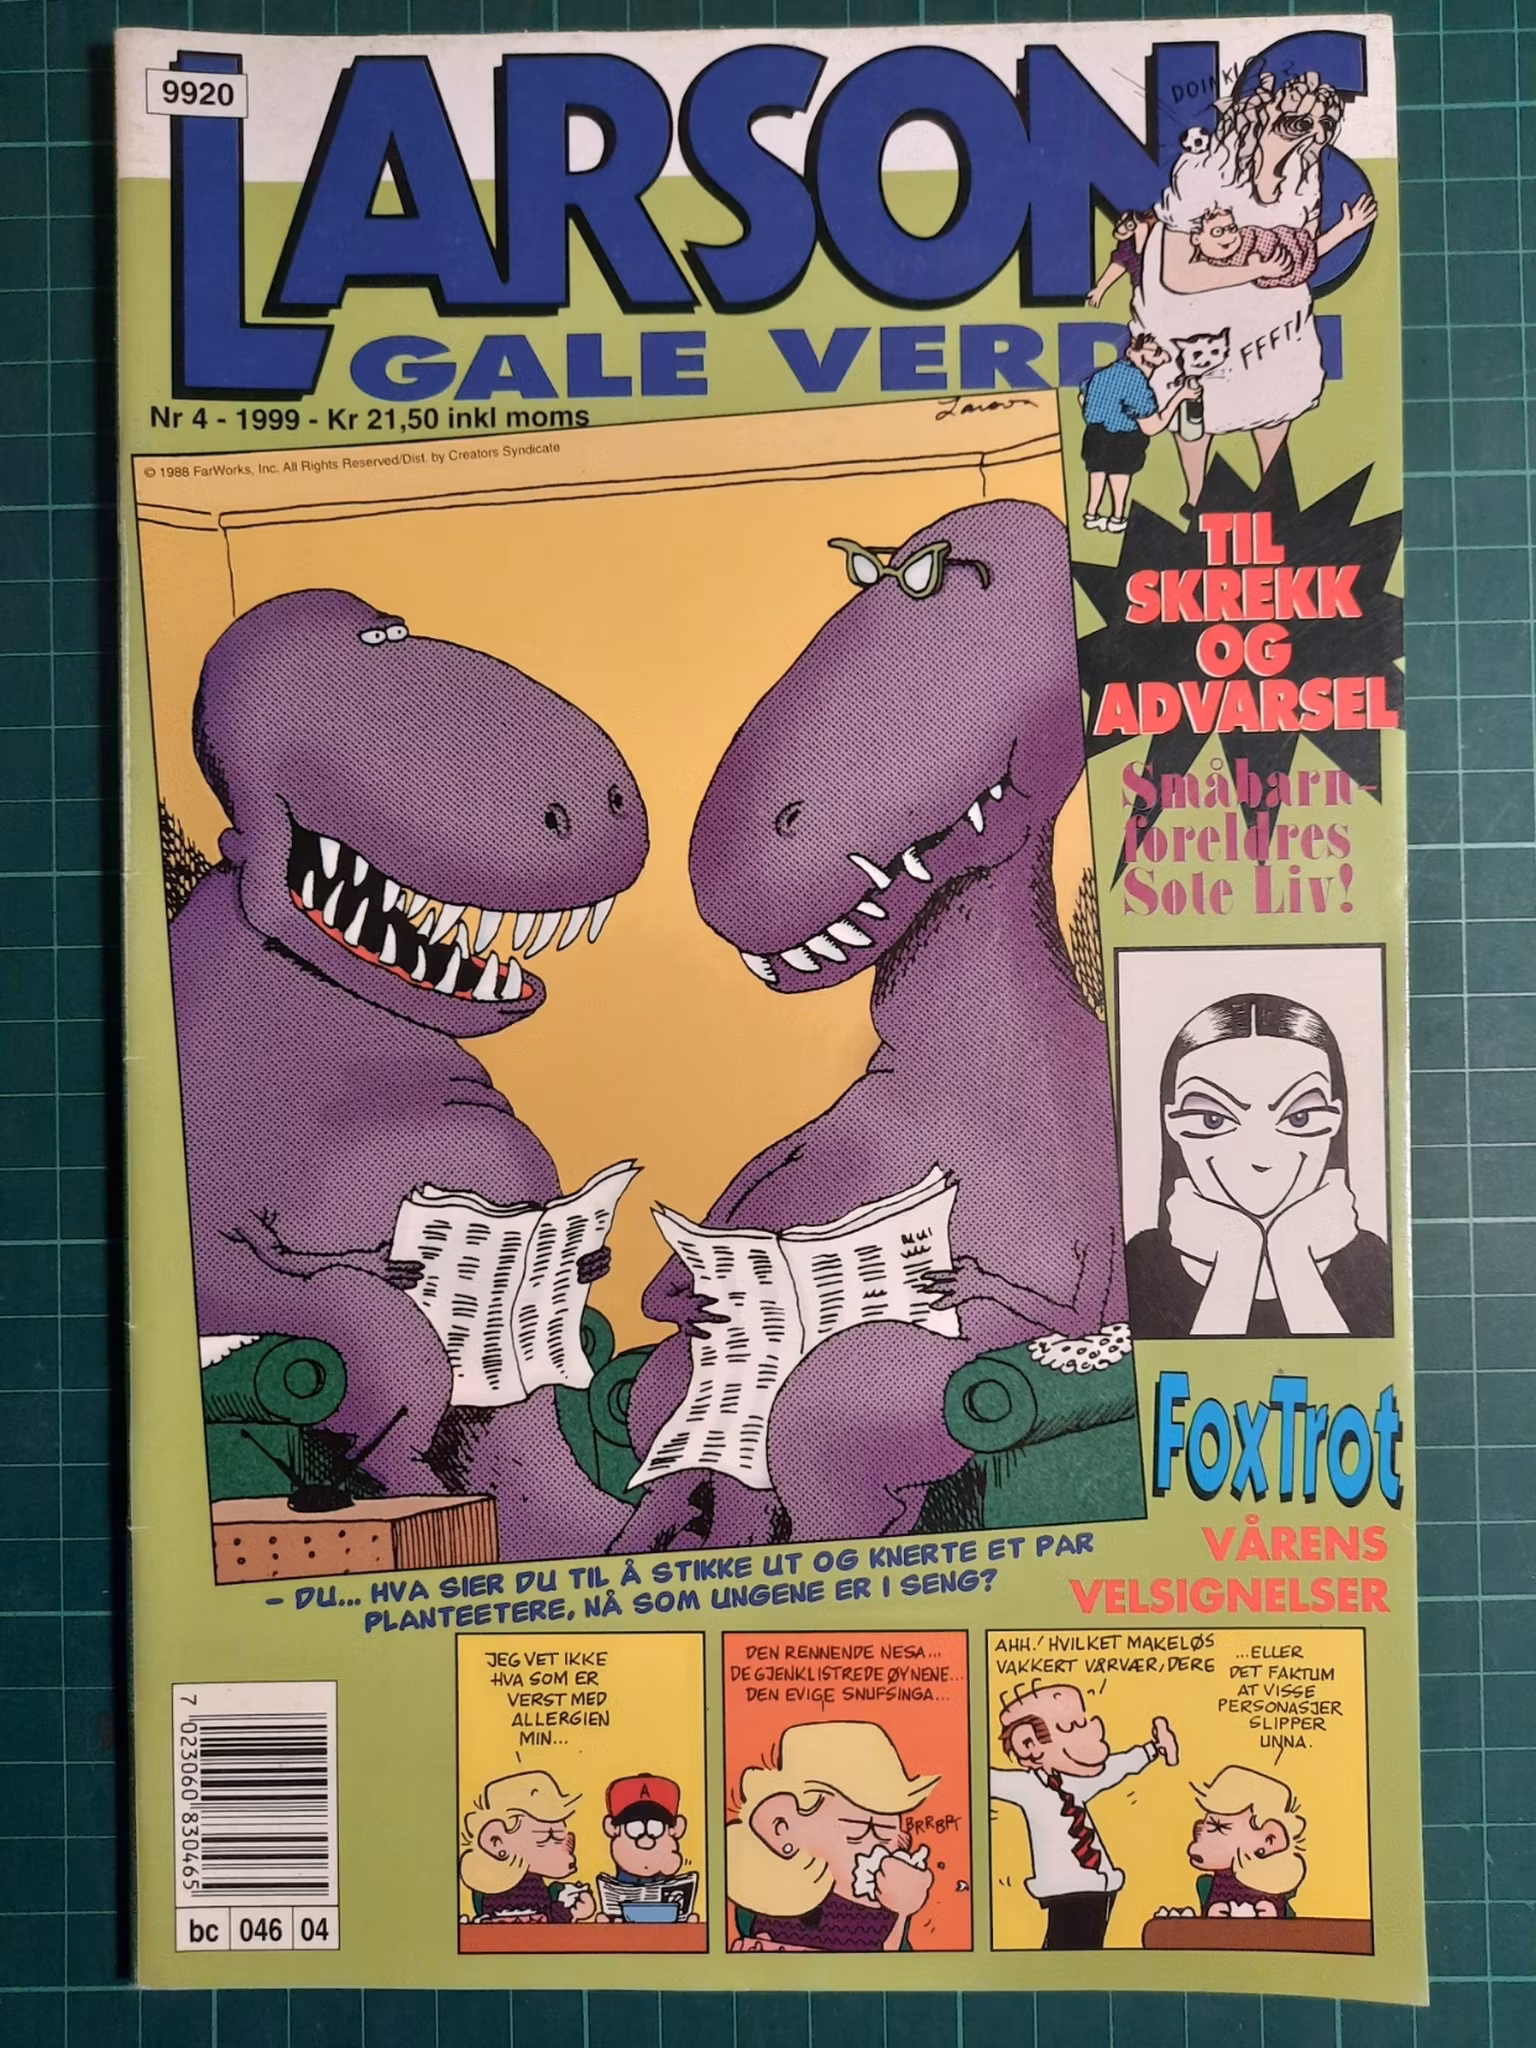 9920
LARSONS
GALE VERD
DOINK!
FFFT!
Nr 4 - 1999 - Kr 21,50 inkl moms
Larson
© 1988 FarWorks, Inc. All Rights Reserved/Dist. by Creators Syndicate
TIL
SKREKK
OG
ADVARSEL
Småbarn-
foreldres
Søte Liv!
FOXTROT
VÅRENS
VELSIGNELSER
- DU... HVA SIER DU TIL Å STIKKE UT OG KNERTE ET PAR
PLANTEETERE, NÅ SOM UNGENE ER I SENG?
JEG VET IKKE
HVA SOM ER
VERST MED
ALLERGIEN
MIN...
A
DEN RENNENDE NESA...
DE GJENKLISTREDE ØYNENE...
DEN EVIGE SNUFSINGA...
BRRBPT
AHH! HVILKET MAKELØS
VAKKERT VÅRVÆR, DERE
...ELLER
DET FAKTUM
AT VISSE
PERSONASJER
SLIPPER
UNNA.
7 023060 830465
bc 046 04